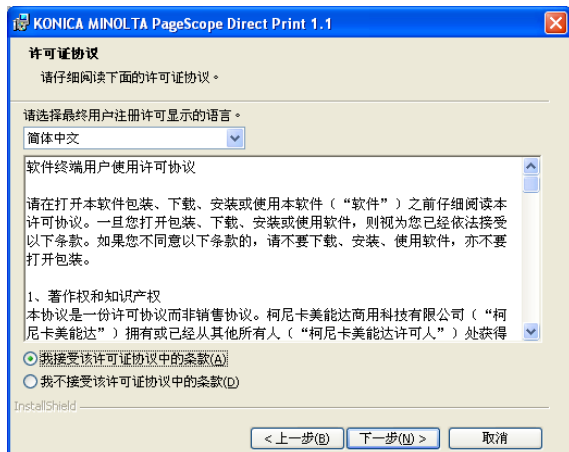 KONICA MINOLTA PageScope Direct Print 1.1
许可证协议
请仔细阅读下面的许可证协议。
请选择最终用户注册许可显示的语言。
简体中文
软件终端用户使用许可协议
请在打开本软件包装、下载、安装或使用本软件（“软件”）之前仔细阅读本
许可协议。一旦您打开包装、下载、安装或使用软件，则视为您已经依法接受
以下条款。如果您不同意以下条款的，请不要下载、安装、使用软件，亦不要
打开包装。
1、著作权和知识产权
本协议是一份许可协议而非销售协议。柯尼卡美能达商用科技有限公司（“柯
尼卡美能达”）拥有或已经从其他所有人（“柯尼卡美能达许可人”）处获得
我接受该许可证协议中的条款(A)
我不接受该许可证协议中的条款(D)
InstallShield
< 上一步(B)
下一步(N) >
取消